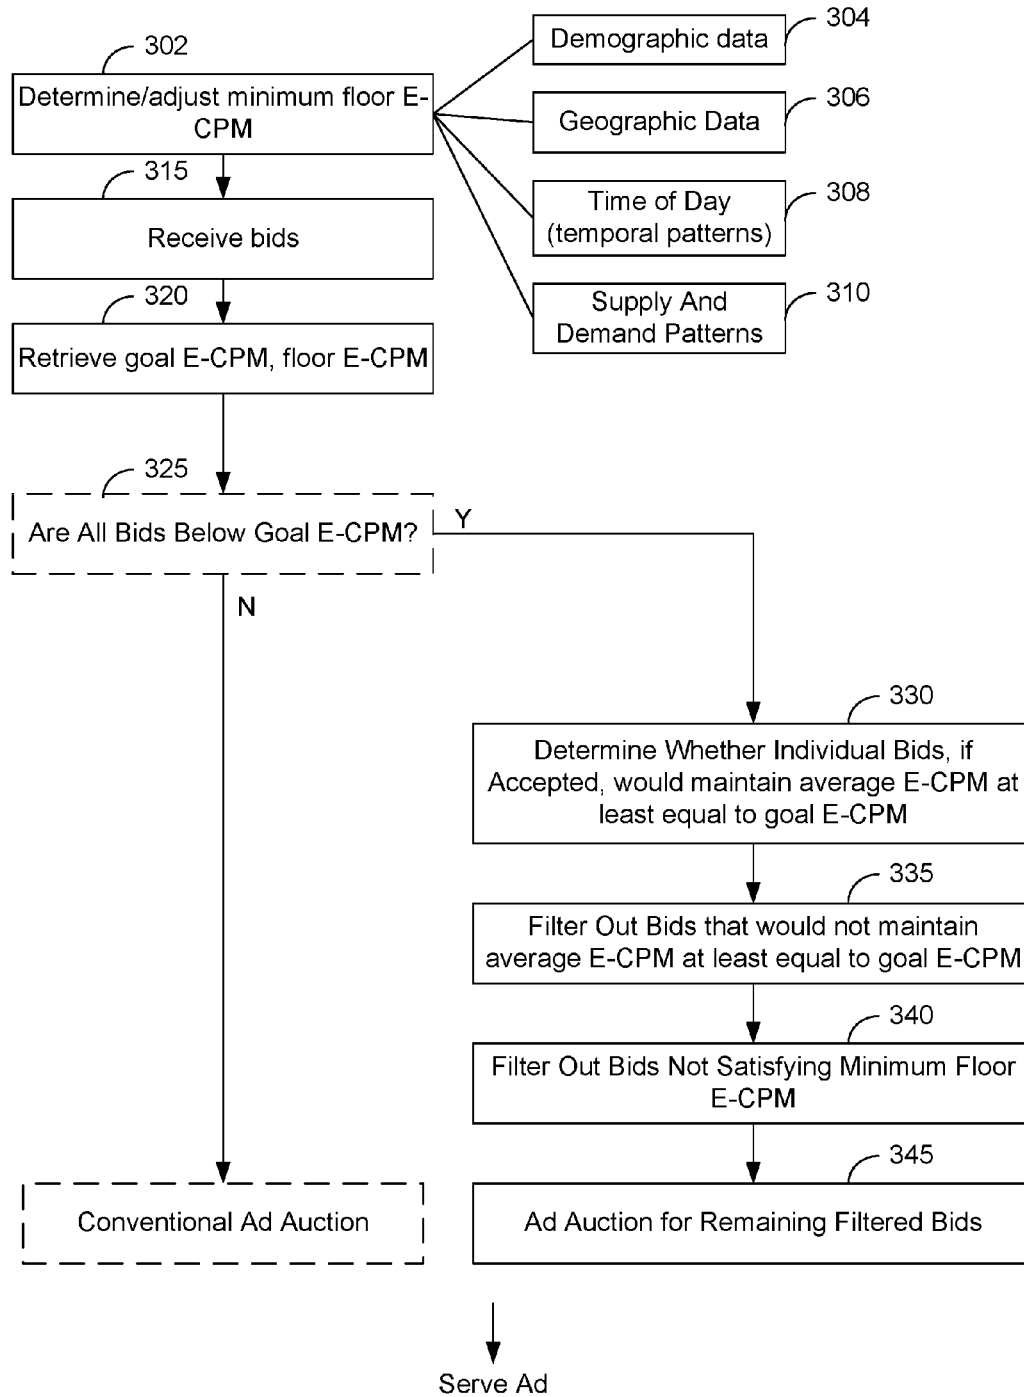 302
Determine/adjust minimum floor E-
CPM
Demographic data
304
Geographic Data
306
Time of Day
(temporal patterns)
308
Supply And
Demand Patterns
310
315
Receive bids
320
Retrieve goal E-CPM, floor E-CPM
325
Are All Bids Below Goal E-CPM?
Y
N
330
Determine Whether Individual Bids, if
Accepted, would maintain average E-CPM at
least equal to goal E-CPM
335
Filter Out Bids that would not maintain
average E-CPM at least equal to goal E-CPM
340
Filter Out Bids Not Satisfying Minimum Floor
E-CPM
345
Conventional Ad Auction
Ad Auction for Remaining Filtered Bids
Serve Ad